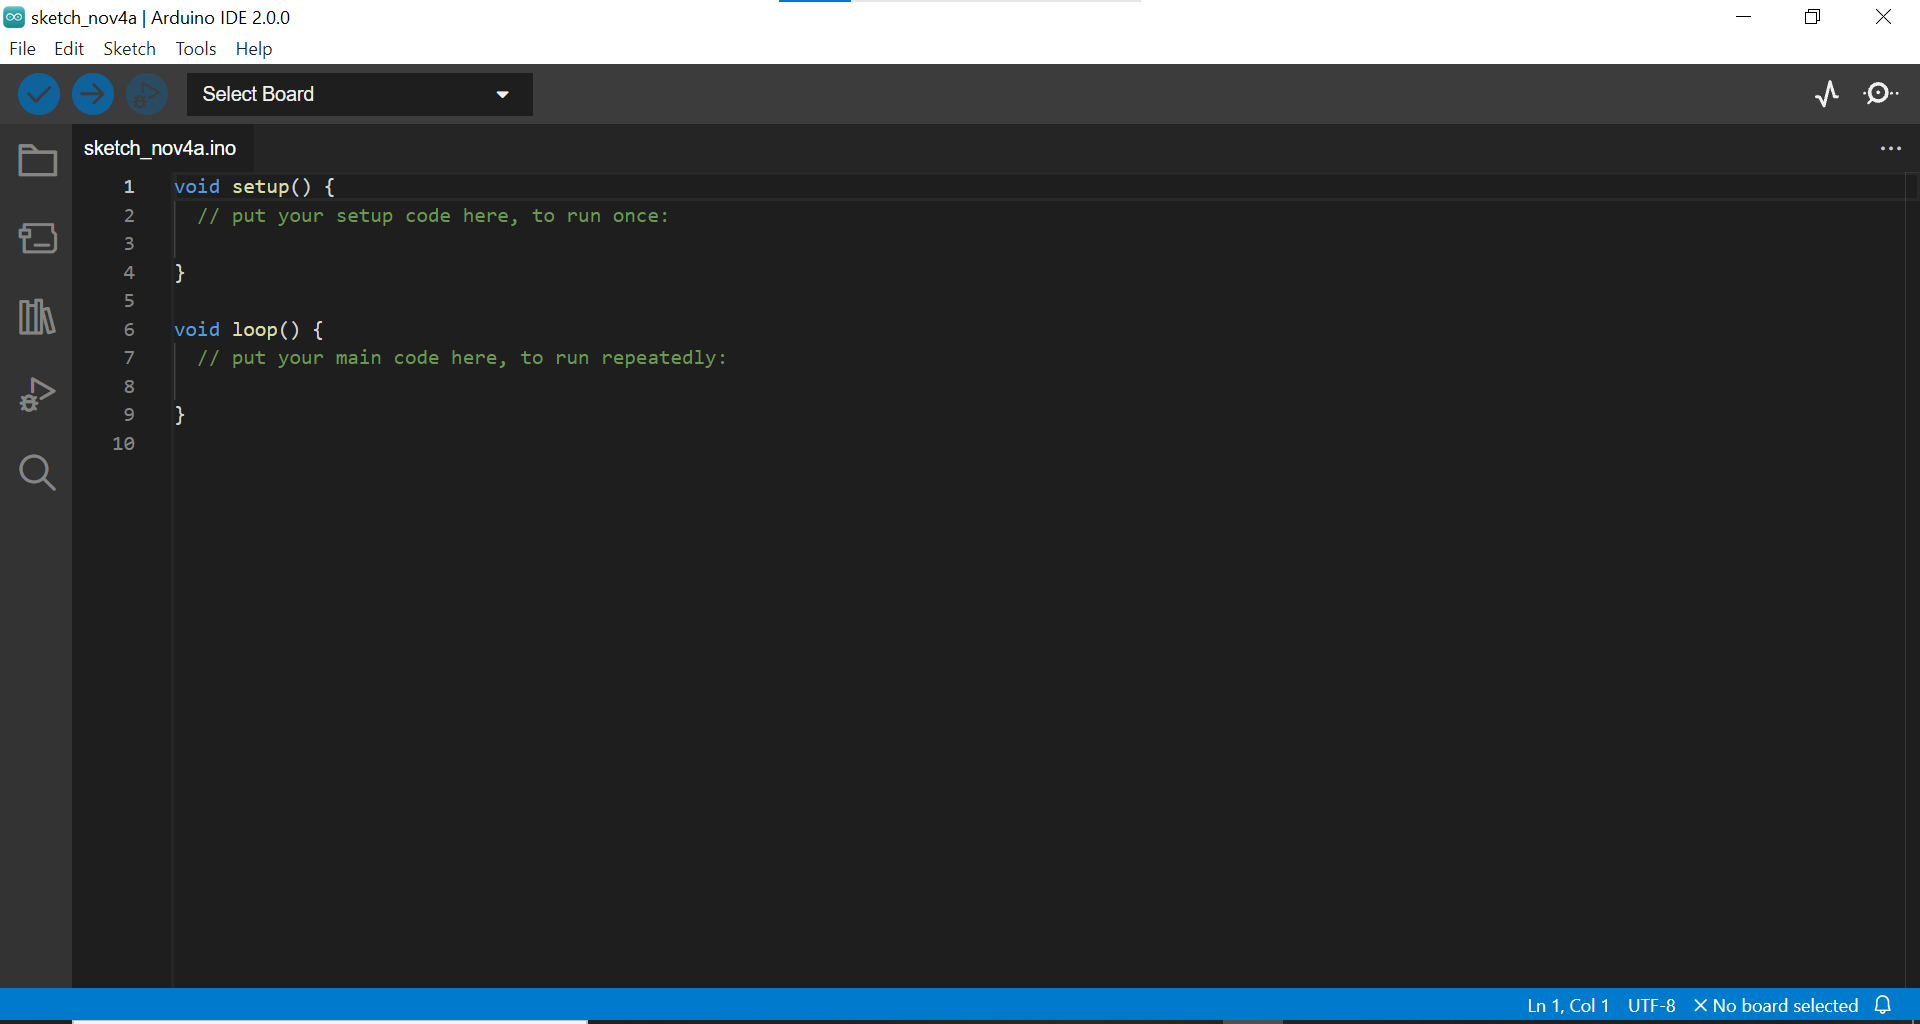 sketch_nov4a | Arduino IDE 2.0.0
File Edit Sketch Tools Help
Select Board
sketch_nov4a.ino
1 void setup() {
2   // put your setup code here, to run once:
3
4 }
5
6 void loop() {
7   // put your main code here, to run repeatedly:
8
9 }
10
Ln 1, Col 1 UTF-8 No board selected